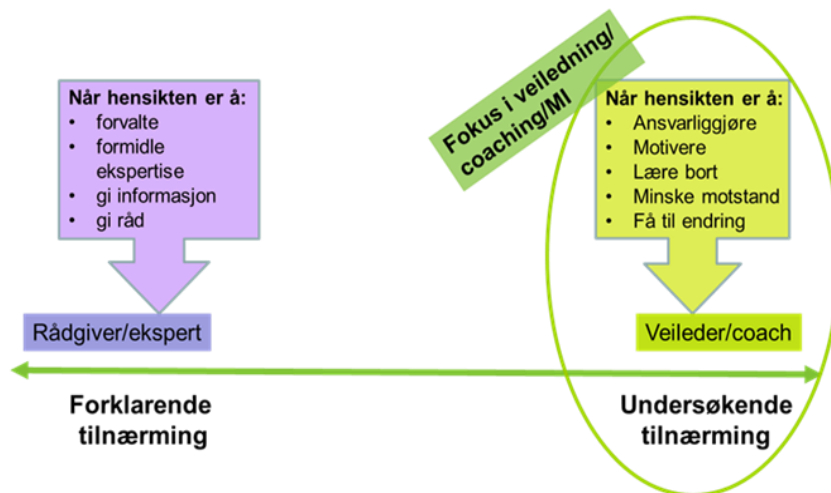 Når hensikten er å:
• forvalte
• formidle
ekspertise
• gi informasjon
• gi råd
Rådgiver/ekspert
Forklarende
tilnærming
Fokus i veiledning/
coaching/MI
Når hensikten er å:
• Ansvarliggjøre
• Motivere
• Lære bort
• Minske motstand
• Få til endring
Veileder/coach
Undersøkende
tilnærming